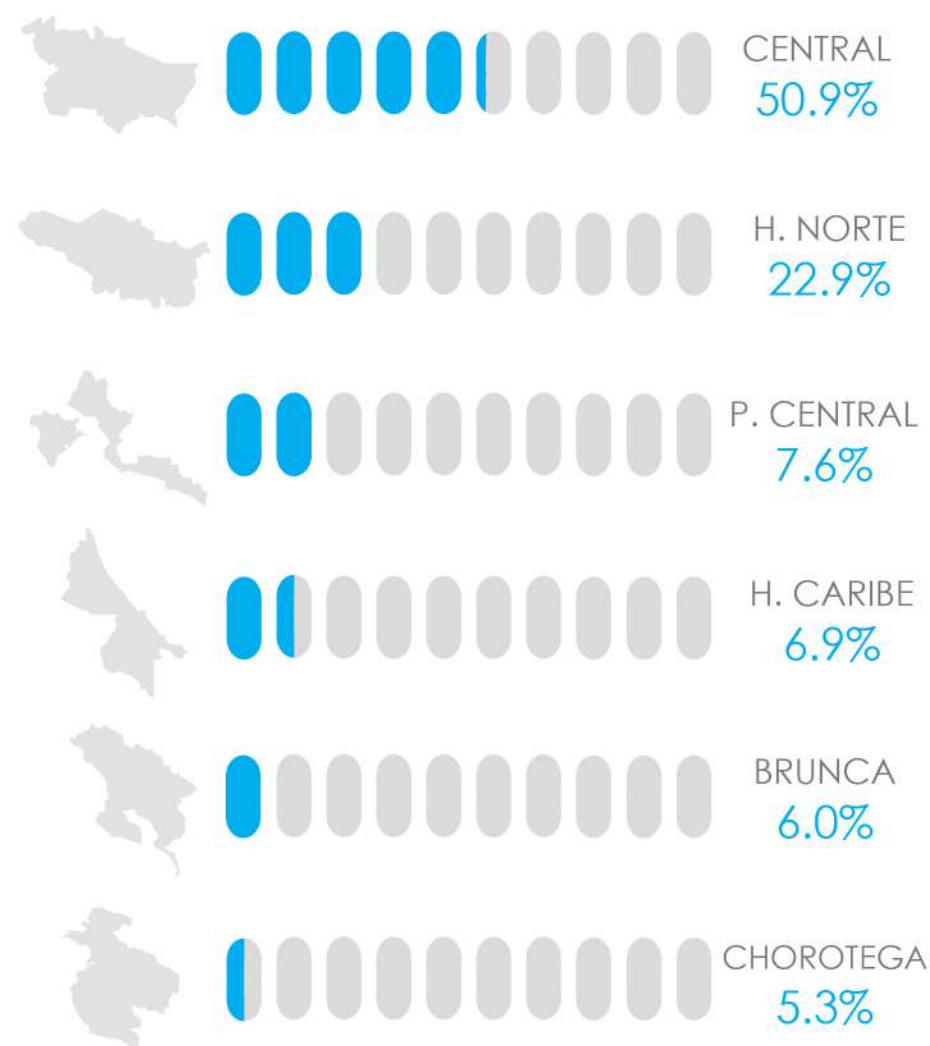 CENTRAL
50.9%
H. NORTE
22.9%
P. CENTRAL
7.6%
H. CARIBE
6.9%
BRUNCA
6.0%
CHOROTEGA
5.3%